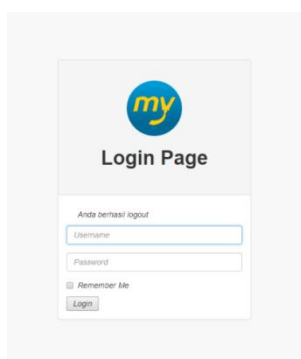 my
Login Page
Anda berhasil logout
Username
Password
Remember Me
Login